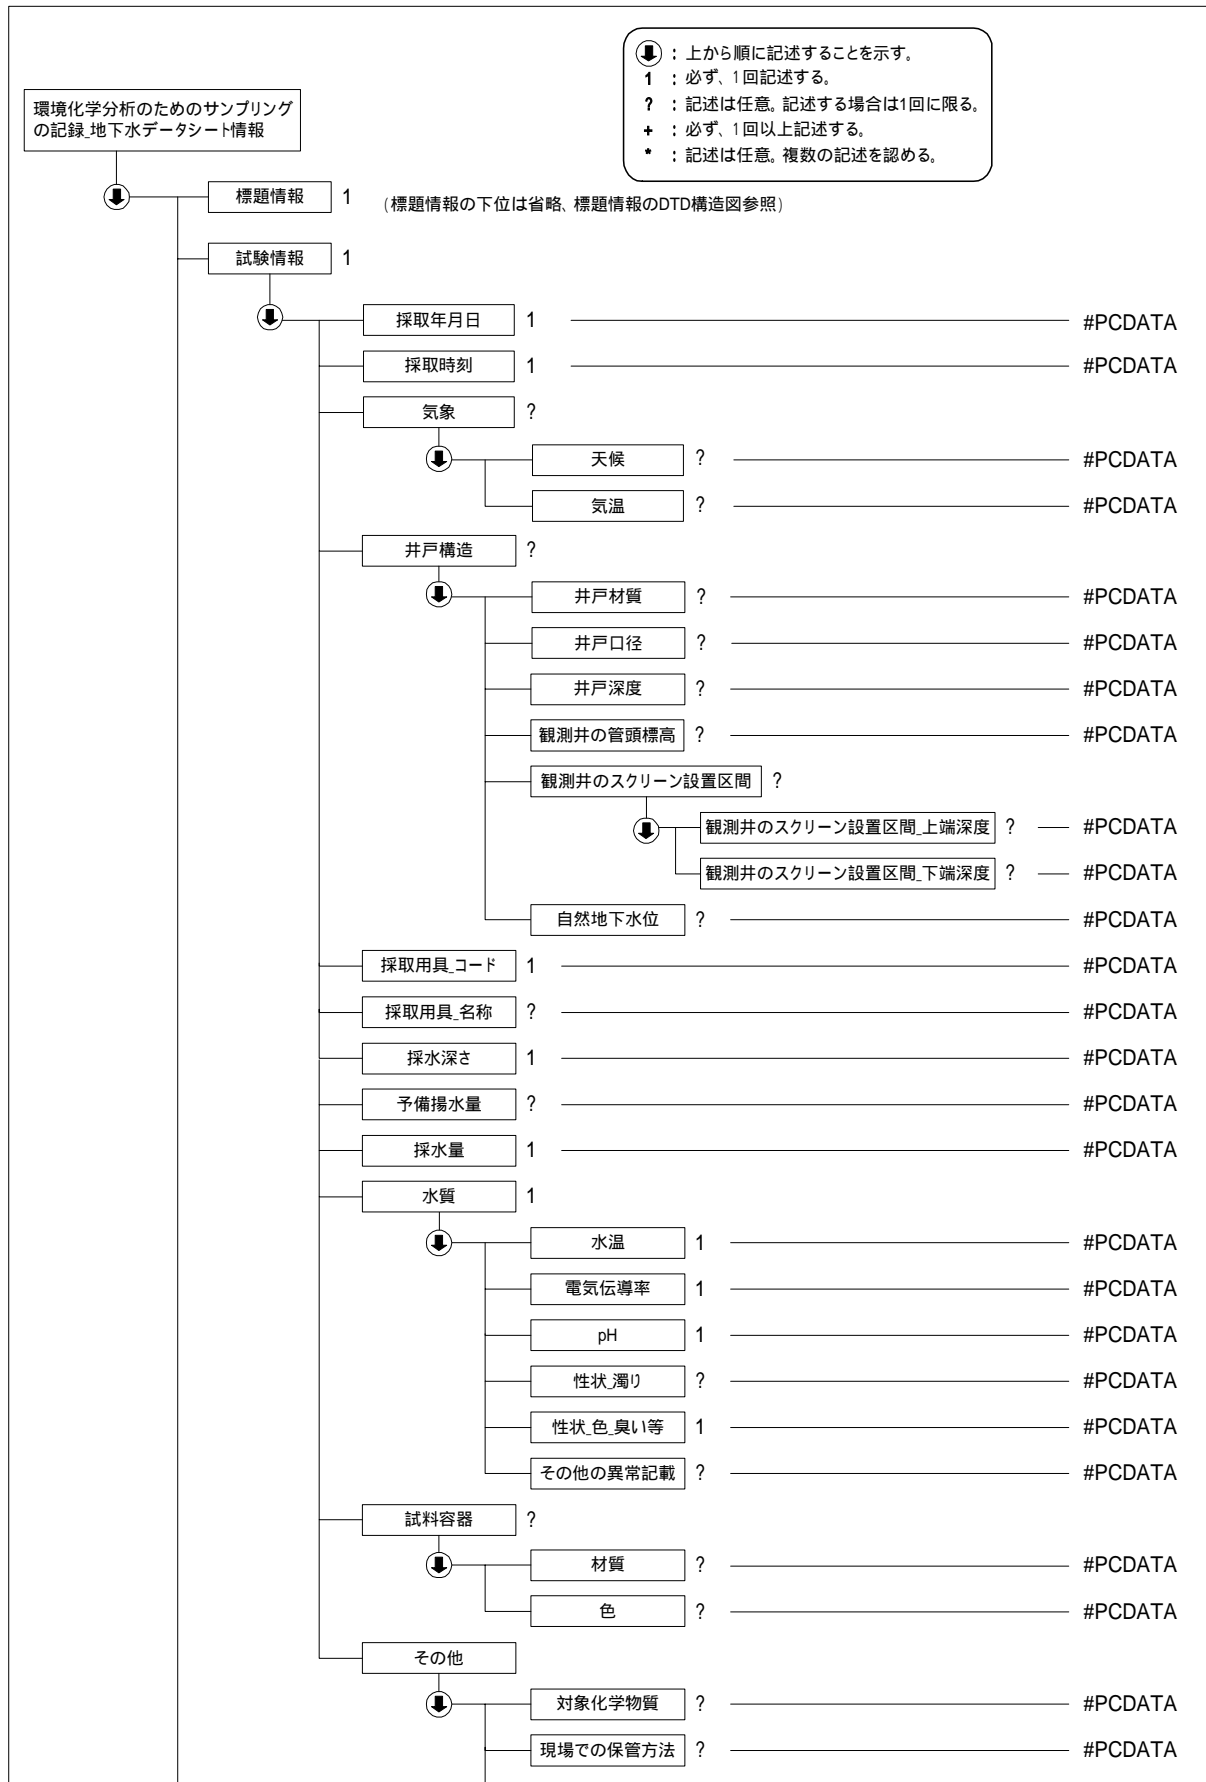 ⬇ : 上から順に記述することを示す。
1 : 必ず、1回記述する。
? : 記述は任意。記述する場合は1回に限る。
+ : 必ず、1回以上記述する。
* : 記述は任意。複数の記述を認める。
環境化学分析のためのサンプリング
の記録_地下水データシート情報
標題情報 1 (標題情報の下位は省略、標題情報のDTD構造図参照)
試験情報 1
採取年月日 1 #PCDATA
採取時刻 1 #PCDATA
気象 ?
天候 ? #PCDATA
気温 ? #PCDATA
井戸構造 ?
井戸材質 ? #PCDATA
井戸口径 ? #PCDATA
井戸深度 ? #PCDATA
観測井の管頭標高 ? #PCDATA
観測井のスクリーン設置区間 ?
観測井のスクリーン設置区間_上端深度 ? #PCDATA
観測井のスクリーン設置区間_下端深度 ? #PCDATA
自然地下水位 ? #PCDATA
採取用具_コード 1 #PCDATA
採取用具_名称 ? #PCDATA
採水深さ 1 #PCDATA
予備揚水量 ? #PCDATA
採水量 1 #PCDATA
水質 1
水温 1 #PCDATA
電気伝導率 1 #PCDATA
pH 1 #PCDATA
性状_濁り ? #PCDATA
性状_色_臭い等 1 #PCDATA
その他の異常記載 ? #PCDATA
試料容器 ?
材質 ? #PCDATA
色 ? #PCDATA
その他
対象化学物質 ? #PCDATA
現場での保管方法 ? #PCDATA